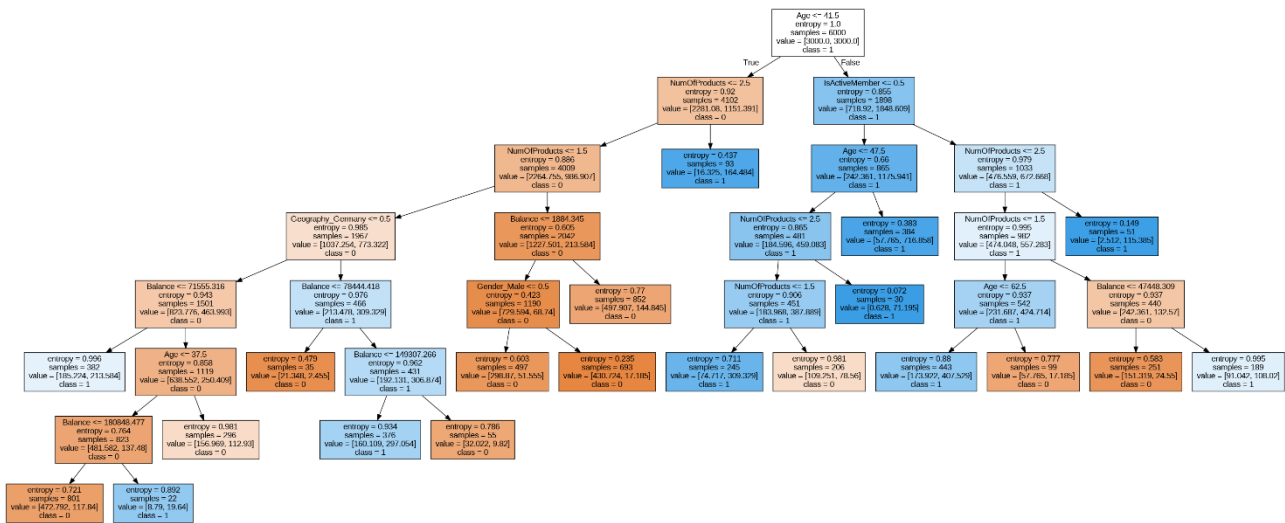 Age <= 41.5
entropy = 1.0
samples = 6000
value = [3000.0, 3000.0]
class = 1
True
False
NumOfProducts <= 2.5
entropy = 0.92
samples = 4102
value = [2281.08, 1151.391]
class = 0
IsActiveMember <= 0.5
entropy = 0.855
samples = 1898
value = [718.92, 1848.609]
class = 1
NumOfProducts <= 1.5
entropy = 0.886
samples = 4009
value = [2264.755, 986.907]
class = 0
entropy = 0.437
samples = 93
value = [16.325, 164.484]
class = 1
Age <= 47.5
entropy = 0.66
samples = 865
value = [242.361, 1175.941]
class = 1
NumOfProducts <= 2.5
entropy = 0.979
samples = 1033
value = [476.559, 672.668]
class = 1
Geography_Germany <= 0.5
entropy = 0.985
samples = 1967
value = [1037.254, 773.322]
class = 0
Balance <= 1884.345
entropy = 0.605
samples = 2042
value = [1227.501, 213.584]
class = 0
NumOfProducts <= 2.5
entropy = 0.865
samples = 481
value = [184.596, 459.083]
class = 1
entropy = 0.383
samples = 384
value = [57.765, 716.858]
class = 1
NumOfProducts <= 1.5
entropy = 0.995
samples = 982
value = [474.048, 557.283]
class = 1
entropy = 0.149
samples = 51
value = [2.512, 115.385]
class = 1
Balance <= 71555.316
entropy = 0.943
samples = 1501
value = [823.776, 463.993]
class = 0
Balance <= 78444.418
entropy = 0.976
samples = 466
value = [213.478, 309.329]
class = 1
Gender_Male <= 0.5
entropy = 0.423
samples = 1190
value = [729.594, 68.74]
class = 0
entropy = 0.77
samples = 852
value = [497.907, 144.845]
class = 0
NumOfProducts <= 1.5
entropy = 0.906
samples = 451
value = [183.968, 387.889]
class = 1
entropy = 0.072
samples = 30
value = [0.628, 71.195]
class = 1
Age <= 62.5
entropy = 0.937
samples = 542
value = [231.687, 424.714]
class = 1
Balance <= 47448.309
entropy = 0.937
samples = 440
value = [242.361, 132.57]
class = 0
entropy = 0.996
samples = 382
value = [185.224, 213.584]
class = 1
Age <= 37.5
entropy = 0.858
samples = 1119
value = [638.552, 250.409]
class = 0
entropy = 0.479
samples = 35
value = [21.348, 2.455]
class = 0
Balance <= 149307.266
entropy = 0.962
samples = 431
value = [192.131, 306.874]
class = 1
entropy = 0.603
samples = 497
value = [298.87, 51.555]
class = 0
entropy = 0.235
samples = 693
value = [430.724, 17.185]
class = 0
entropy = 0.711
samples = 245
value = [74.717, 309.329]
class = 1
entropy = 0.981
samples = 206
value = [109.251, 78.56]
class = 0
entropy = 0.88
samples = 443
value = [173.922, 407.529]
class = 1
entropy = 0.777
samples = 99
value = [57.765, 17.185]
class = 0
entropy = 0.583
samples = 251
value = [151.319, 24.55]
class = 0
entropy = 0.995
samples = 189
value = [91.042, 108.02]
class = 1
Balance <= 180848.477
entropy = 0.764
samples = 823
value = [481.582, 137.48]
class = 0
entropy = 0.981
samples = 296
value = [156.969, 112.93]
class = 0
entropy = 0.934
samples = 376
value = [160.109, 297.054]
class = 1
entropy = 0.786
samples = 55
value = [32.022, 9.82]
class = 0
entropy = 0.721
samples = 801
value = [472.792, 117.84]
class = 0
entropy = 0.892
samples = 22
value = [8.79, 19.64]
class = 1